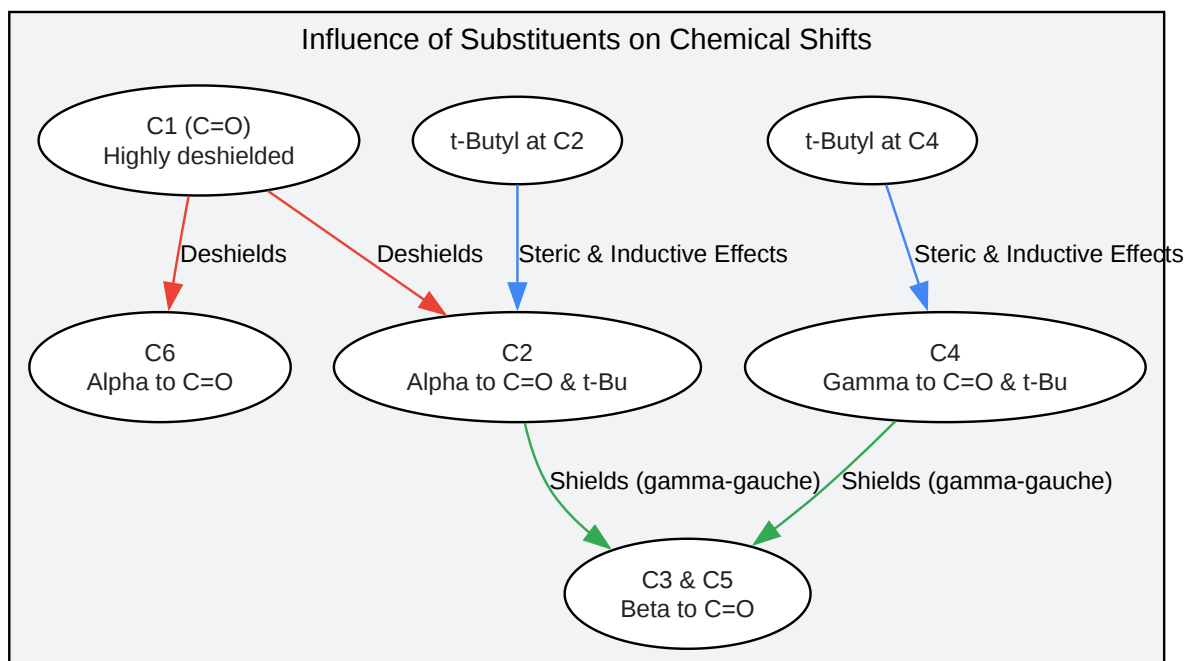 Influence of Substituents on Chemical Shifts
C1 (C=O)
Highly deshielded
t-Butyl at C2
t-Butyl at C4
Deshields
Deshields
Steric & Inductive Effects
Steric & Inductive Effects
C6
Alpha to C=O
C2
Alpha to C=O & t-Bu
C4
Gamma to C=O & t-Bu
Shields (gamma-gauche)
Shields (gamma-gauche)
C3 & C5
Beta to C=O